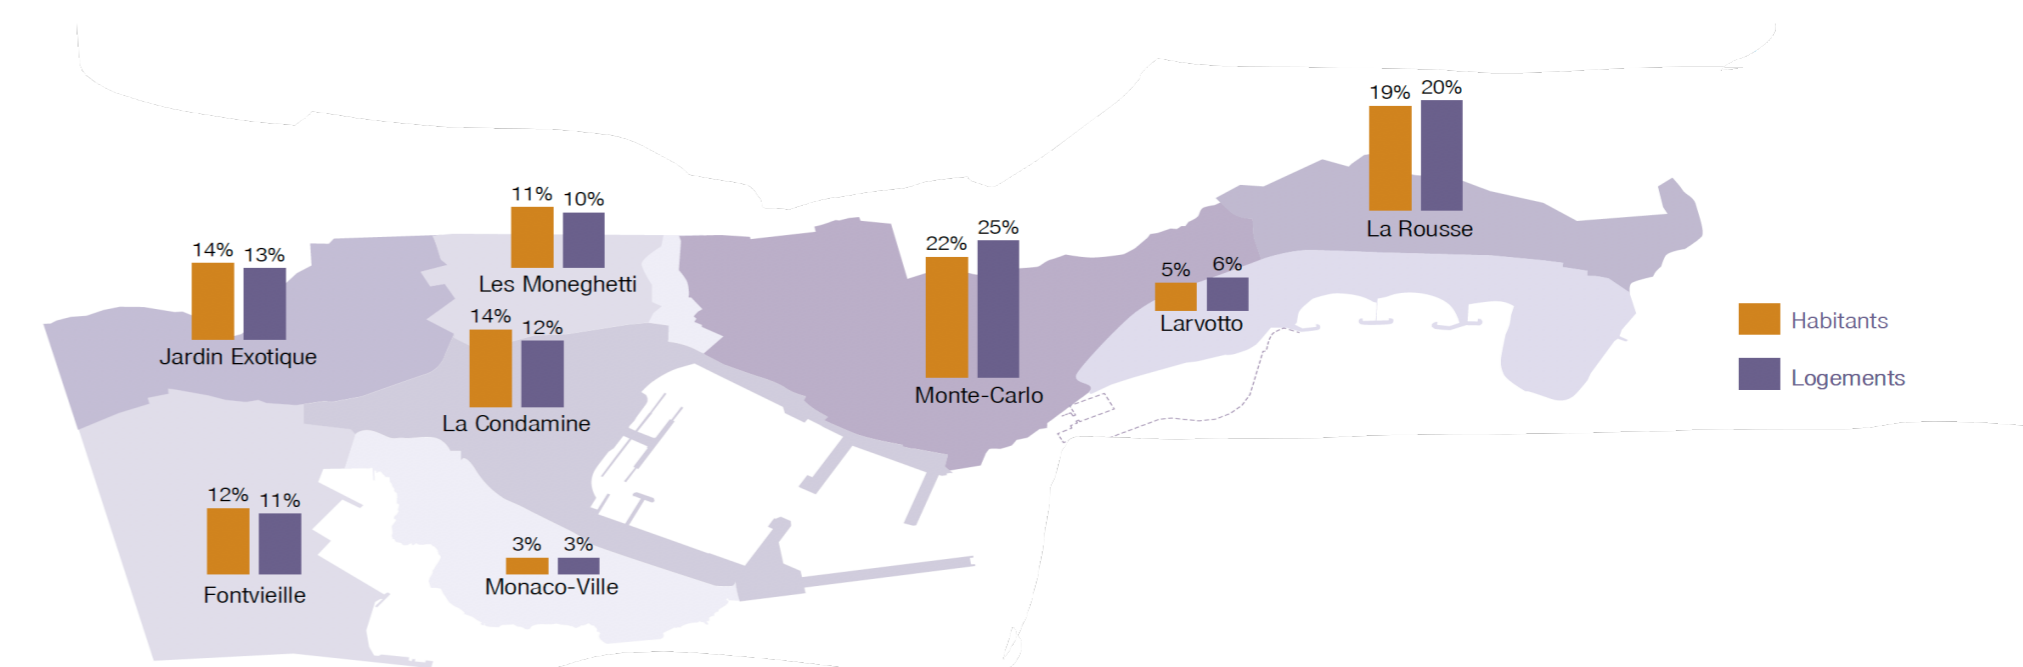 19% 20%
La Rousse
11% 10%
Les Moneghetti
14% 13%
Jardin Exotique
22% 25%
Monte-Carlo
5% 6%
Larvotto
14% 12%
La Condamine
12% 11%
Fontvieille
3% 3%
Monaco-Ville
Habitants
Logements